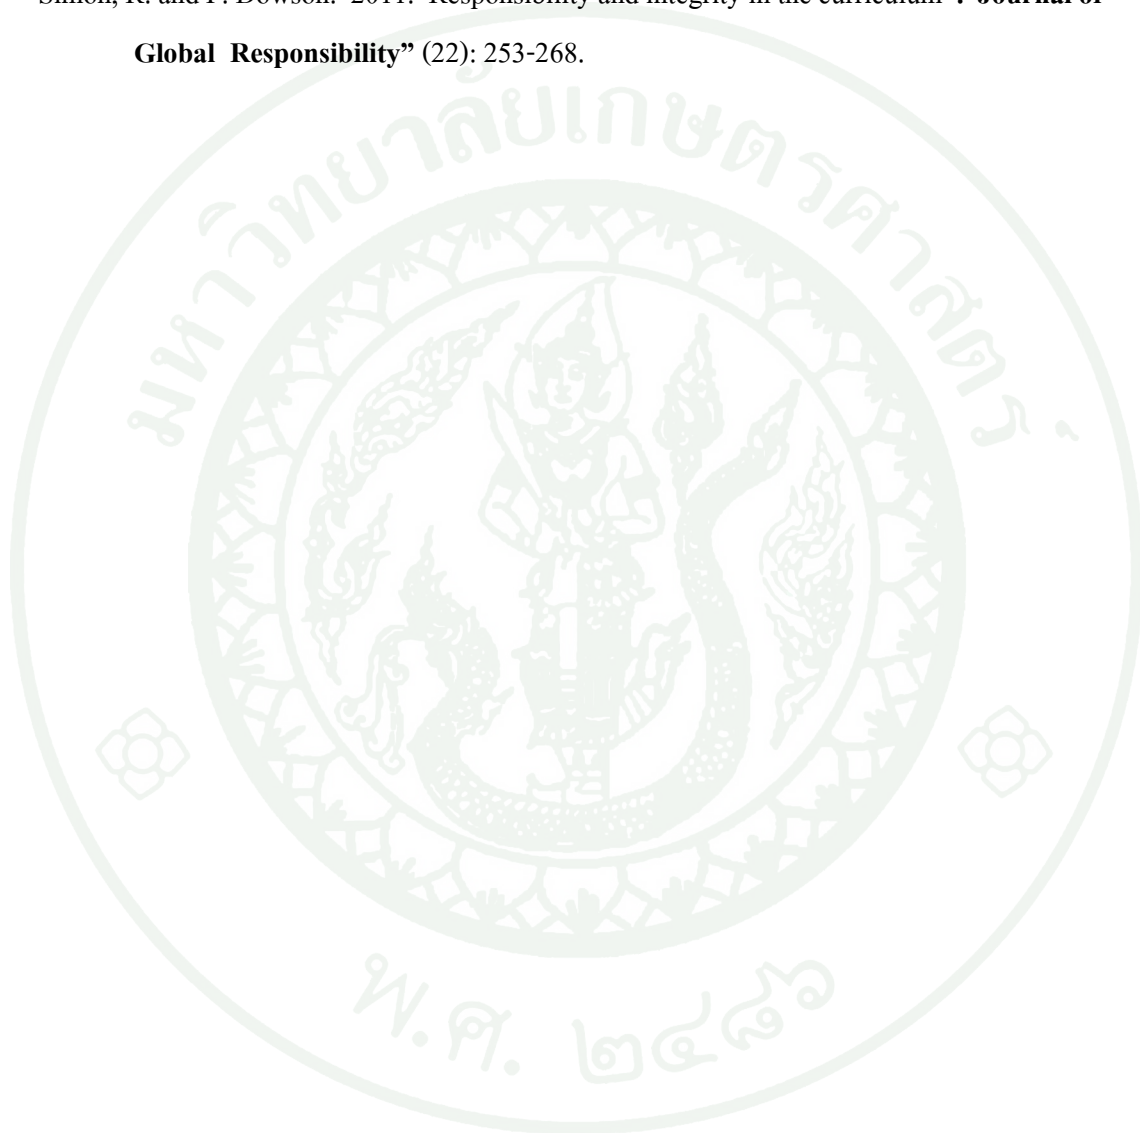 Simon, R. and P. Dowson. 2011. Responsibility and integrity in the curriculum”. “Journal of
Global Responsibility” (22): 253-268.
มหาวิทยาลัยเกษตรศาสตร์
พ.ศ. ๒๔๘๖